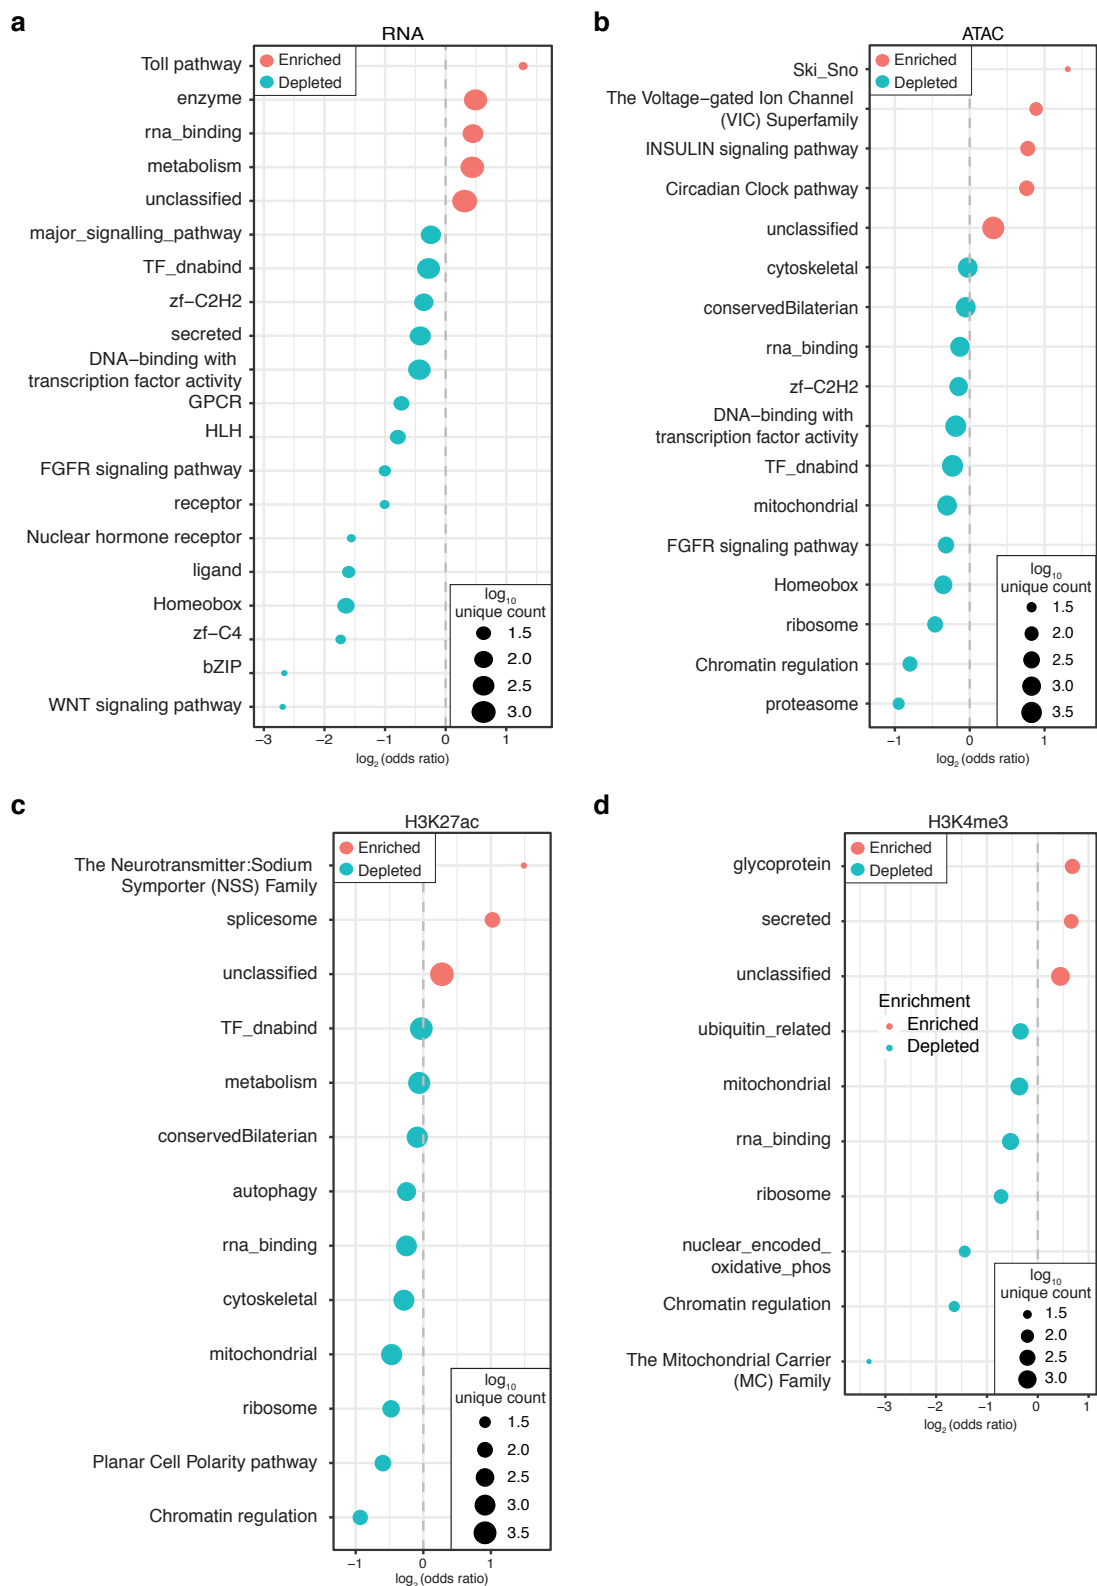 a
RNA
Enriched
Depleted
Toll pathway
enzyme
rna_binding
metabolism
unclassified
major_signalling_pathway
TF_dnabind
zf−C2H2
secreted
DNA−binding with
transcription factor activity
GPCR
HLH
FGFR signaling pathway
receptor
Nuclear hormone receptor
ligand
Homeobox
zf−C4
bZIP
WNT signaling pathway
log10
unique count
1.5
2.0
2.5
3.0
−3 −2 −1 0 1
log2 (odds ratio)
b
ATAC
Enriched
Depleted
Ski_Sno
The Voltage−gated Ion Channel
(VIC) Superfamily
INSULIN signaling pathway
Circadian Clock pathway
unclassified
cytoskeletal
conservedBilaterian
rna_binding
zf−C2H2
DNA−binding with
transcription factor activity
TF_dnabind
mitochondrial
FGFR signaling pathway
Homeobox
ribosome
Chromatin regulation
proteasome
log10
unique count
1.5
2.0
2.5
3.0
3.5
−1 0 1
log2 (odds ratio)
c
H3K27ac
Enriched
Depleted
The Neurotransmitter:Sodium
Symporter (NSS) Family
splicesome
unclassified
TF_dnabind
metabolism
conservedBilaterian
autophagy
rna_binding
cytoskeletal
mitochondrial
ribosome
Planar Cell Polarity pathway
Chromatin regulation
log10
unique count
1.5
2.0
2.5
3.0
3.5
−1 0 1
log2 (odds ratio)
d
H3K4me3
Enriched
Depleted
glycoprotein
secreted
unclassified
Enrichment
Enriched
Depleted
ubiquitin_related
mitochondrial
rna_binding
ribosome
nuclear_encoded_
oxidative_phos
Chromatin regulation
The Mitochondrial Carrier
(MC) Family
log10
unique count
1.5
2.0
2.5
3.0
−3 −2 −1 0 1
log2 (odds ratio)